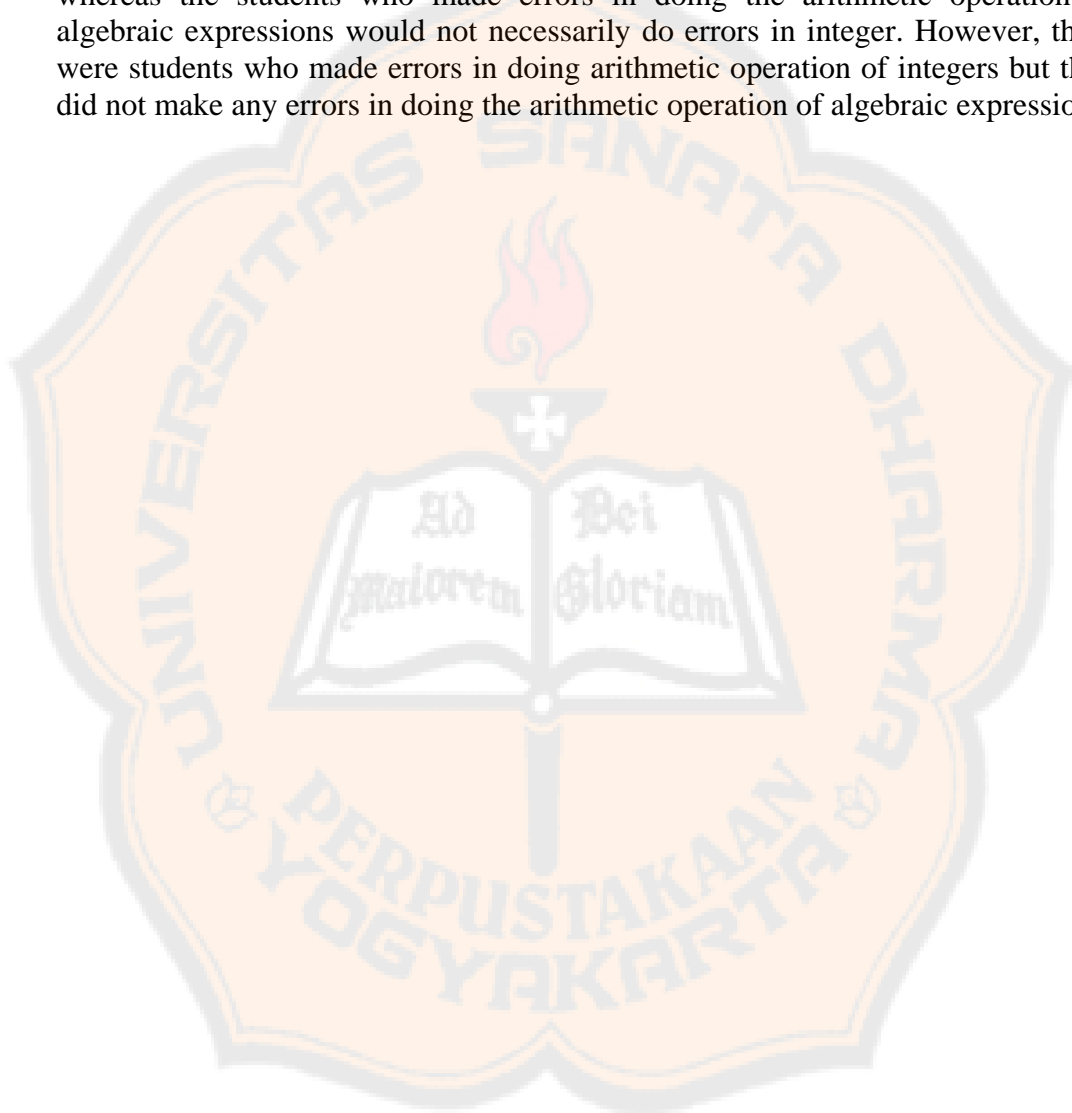 whereas the students who made errors in doing the arithmetic operation
algebraic expressions would not necessarily do errors in integer. However, th
were students who made errors in doing arithmetic operation of integers but th
did not make any errors in doing the arithmetic operation of algebraic expressio
UNIVERSITAS SANATA DHARMA
Ad Dei
Maiorem Gloriam
PERPUSTAKAAN
YOGYAKARTA